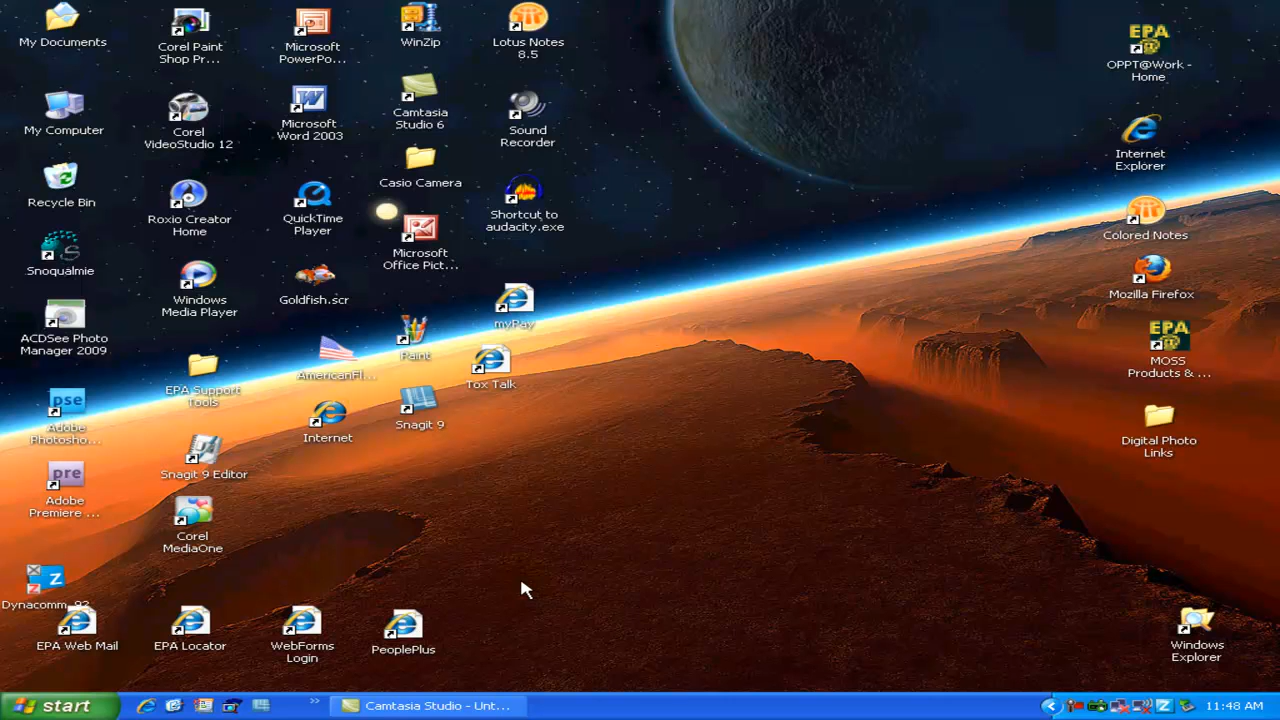 My Documents
My Computer
Recycle Bin
Snoqualmie
ACDSee Photo
Manager 2009
pse
Adobe
Photosho...
pre
Adobe
Premiere ...
Z
Z
EPA Web Mail
Corel Paint
Shop Pr...
Corel
VideoStudio 12
Roxio Creator
Home
Windows
Media Player
EPA Support
Tools
Snagit 9 Editor
Corel
MediaOne
EPA Locator
Microsoft
PowerPo...
Microsoft
Word 2003
QuickTime
Player
Goldfish.scr
AmericanFl...
Internet
WebForms
Login
WinZip
Camtasia
Studio 6
Casio Camera
Microsoft
Office Pict...
Paint
Snagit 9
PeoplePlus
Lotus Notes
8.5
Sound
Recorder
Shortcut to
audacity.exe
myPay
Tox Talk
EPA
OPPT@Work -
Home
Internet
Explorer
Colored Notes
Mozilla Firefox
EPA
MOSS
Products & ...
Digital Photo
Links
Windows
Explorer
start
Camtasia Studio - Unt...
Z
11:48 AM